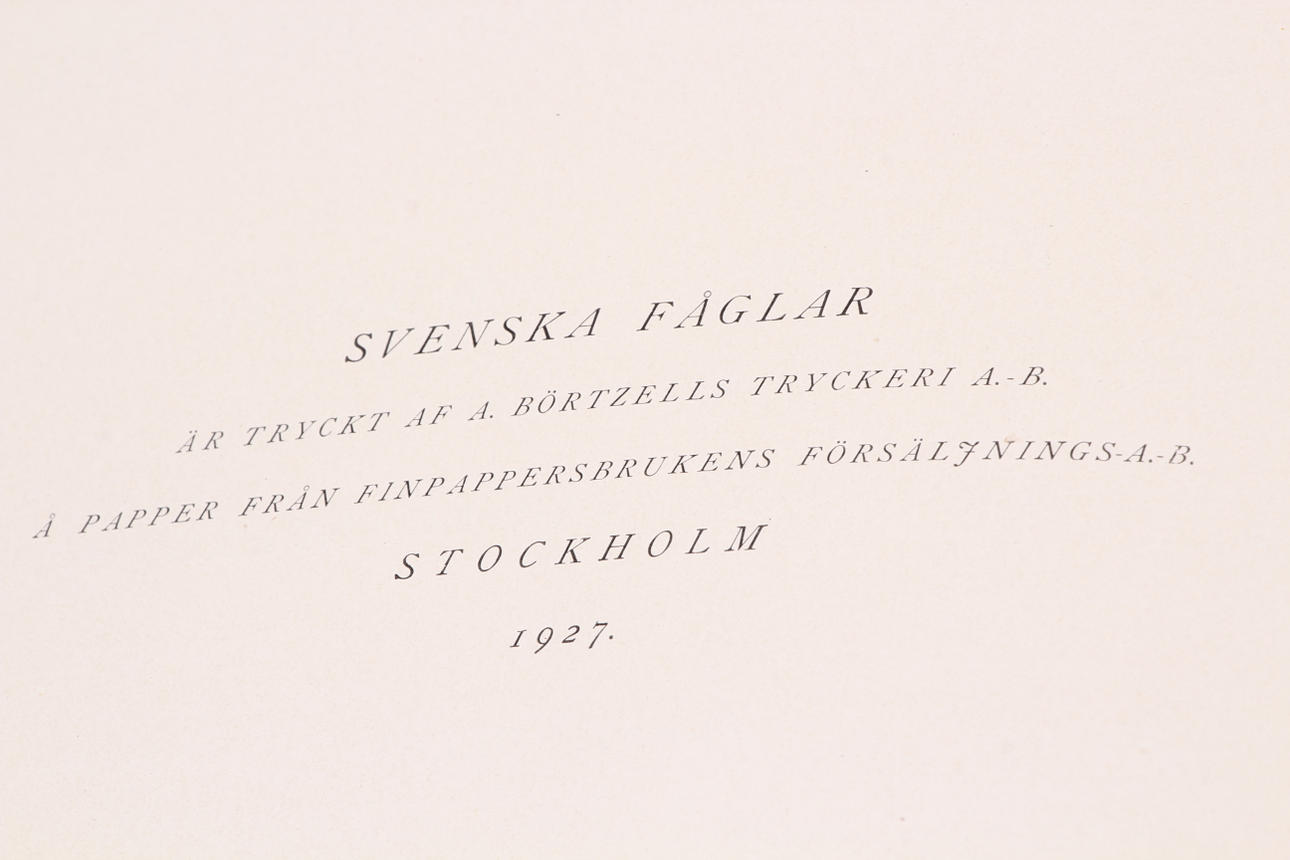 SVENSKA FÅGLAR
ÄR TRYCKT AF A. BÖRTZELLS TRYCKERI A.-B.
Å PAPPER FRÅN FINPAPPERSBRUKENS FÖRSÄLJNINGS-A.-B.
STOCKHOLM
1927.